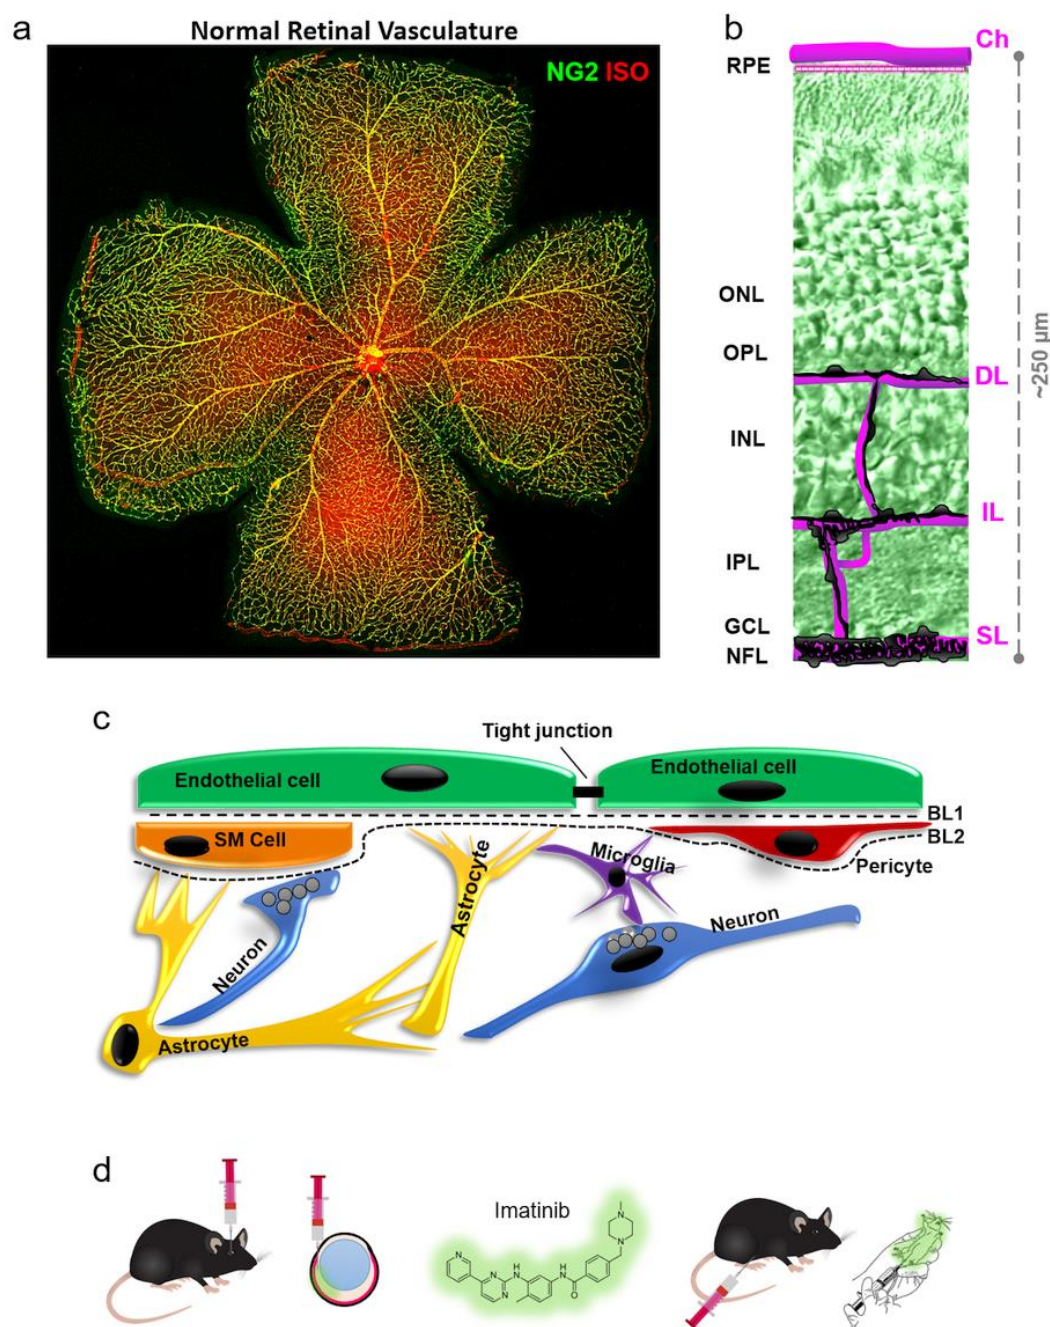 a
Normal Retinal Vasculature
NG2 ISO
b
Ch
RPE
ONL
OPL
DL
INL
IL
IPL
GCL
SL
NFL
~250 µm
c
Tight junction
Endothelial cell
Endothelial cell
BL1
SM Cell
BL2
Astrocyte
Microglia
Pericyte
Neuron
Neuron
Astrocyte
d
Imatinib
N
N
N
N
N
H
N
H
N
O
N